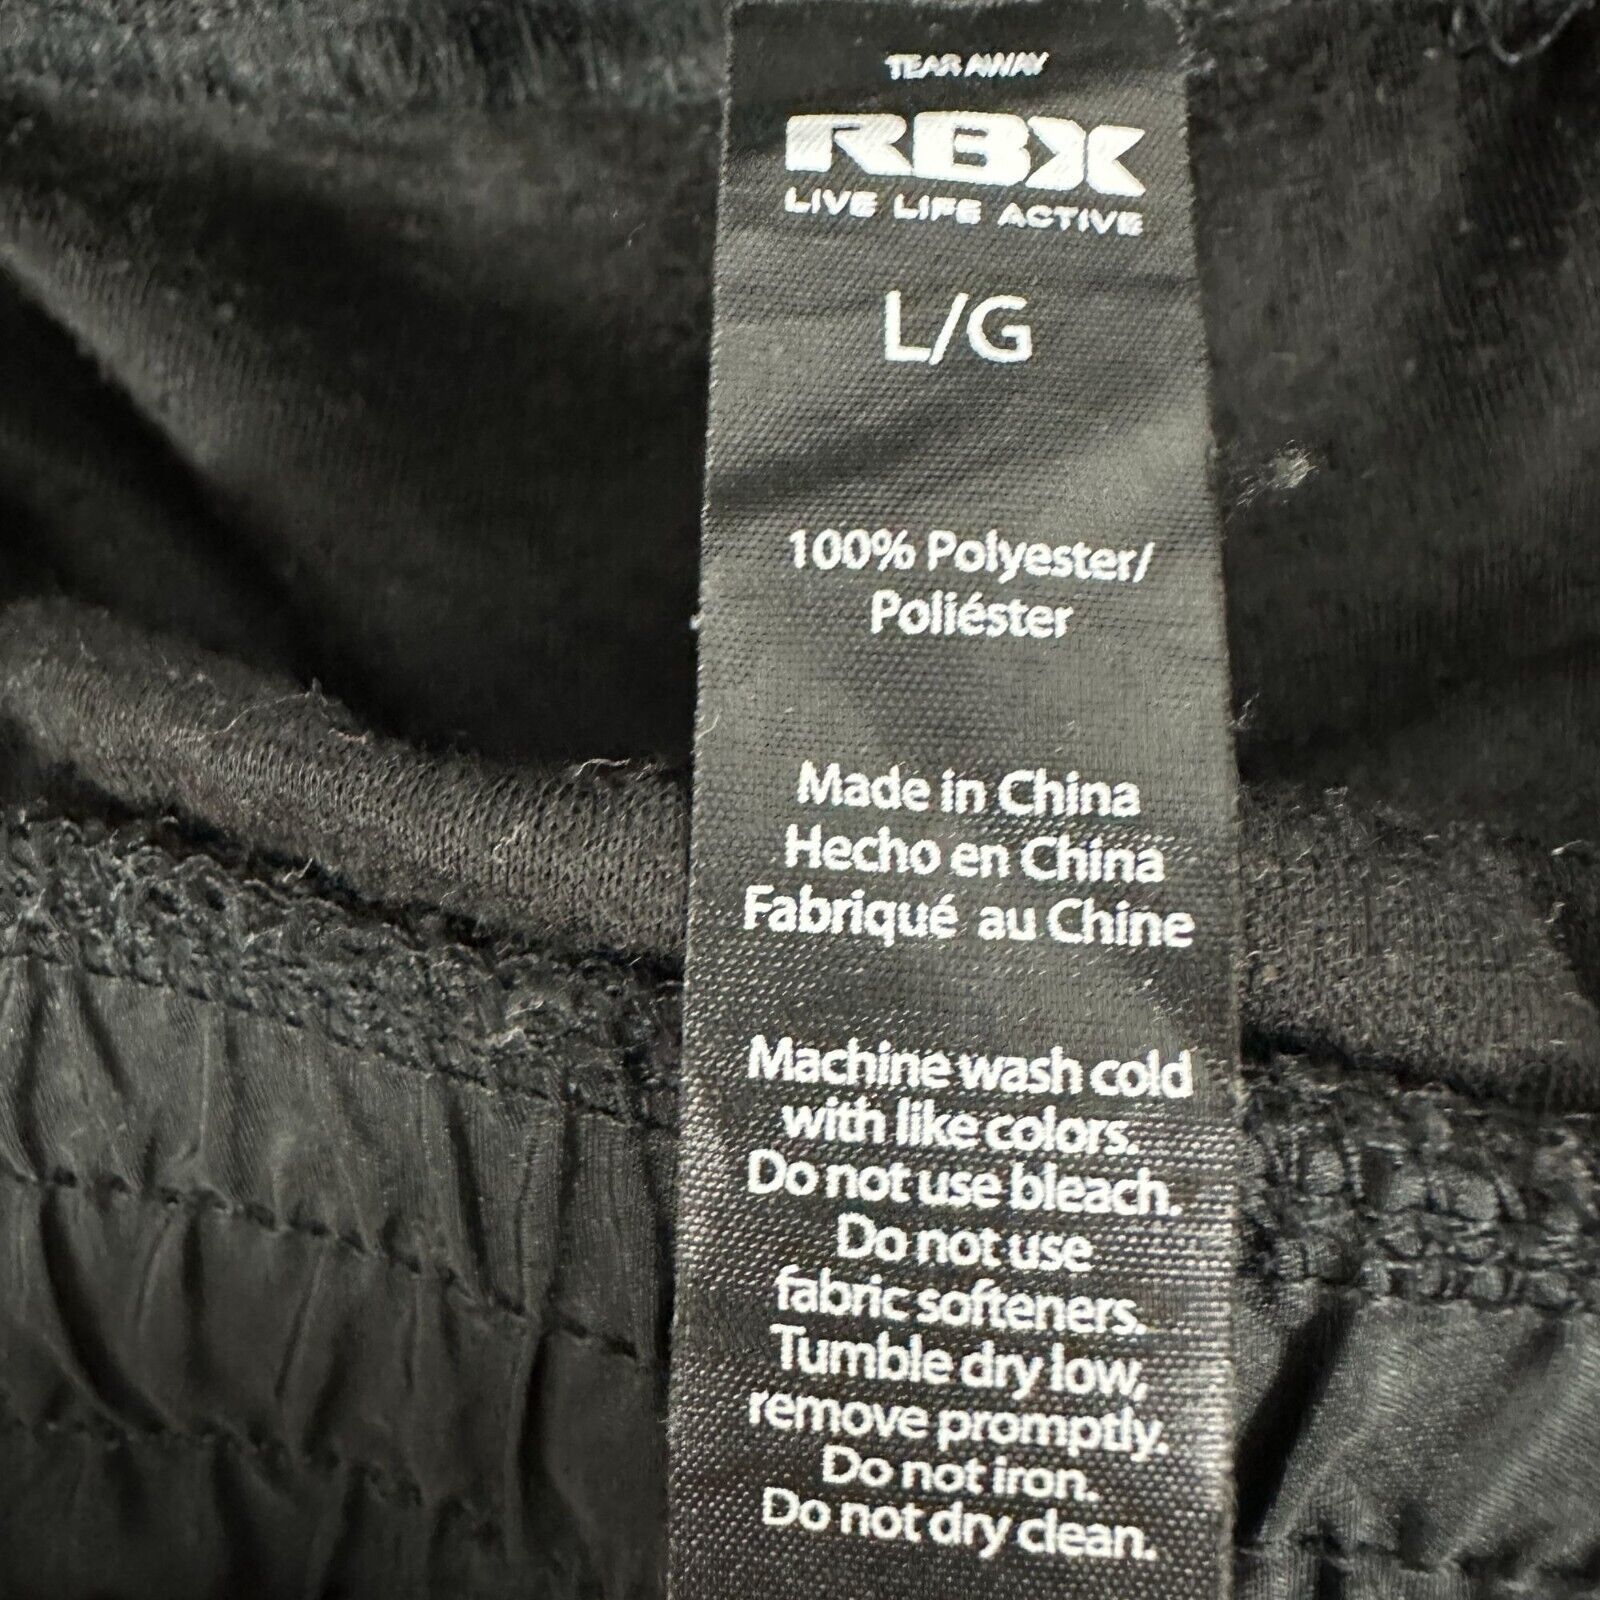 TEAR AWAY
RBX
LIVE LIFE ACTIVE
L/G
100% Polyester/
Poliéster
Made in China
Hecho en China
Fabriqué au Chine
Machine wash cold
with like colors.
Do not use bleach.
Do not use
fabric softeners.
Tumble dry low,
remove promptly.
Do not iron.
Do not dry clean.